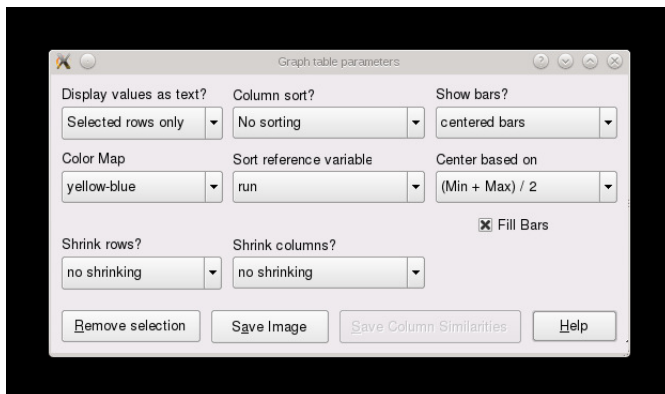 Graph table parameters
Display values as text?
Column sort?
Show bars?
Selected rows only
No sorting
centered bars
Color Map
Sort reference variable
Center based on
yellow-blue
run
(Min + Max) / 2
Fill Bars
Shrink rows?
Shrink columns?
no shrinking
no shrinking
Remove selection
Save Image
Save Column Similarities
Help